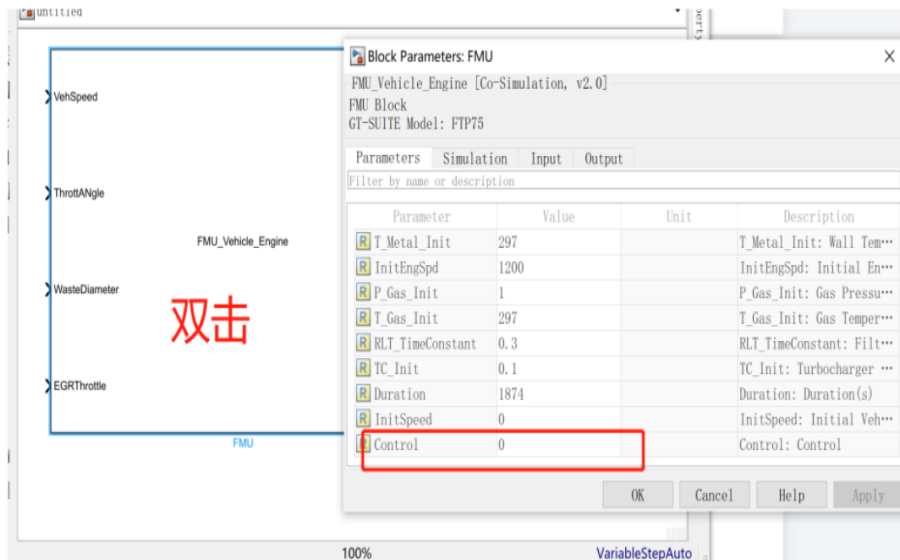 untitled
VehSpeed
ThrottANgle
FMU_Vehicle_Engine
WasteDiameter
双击
EGRThrottle
FMU
Block Parameters: FMU
FMU_Vehicle_Engine [Co-Simulation, v2.0]
FMU Block
GT-SUITE Model: FTP75
Parameters Simulation Input Output
Filter by name or description
Parameter Value Unit Description
R T_Metal_Init 297 T_Metal_Init: Wall Tem…
R InitEngSpd 1200 InitEngSpd: Initial En…
R P_Gas_Init 1 P_Gas_Init: Gas Pressu…
R T_Gas_Init 297 T_Gas_Init: Gas Temper…
R RLT_TimeConstant 0.3 RLT_TimeConstant: Filt…
R TC_Init 0.1 TC_Init: Turbocharger …
R Duration 1874 Duration: Duration(s)
R InitSpeed 0 InitSpeed: Initial Veh…
R Control 0 Control: Control
OK Cancel Help Apply
100% VariableStepAuto